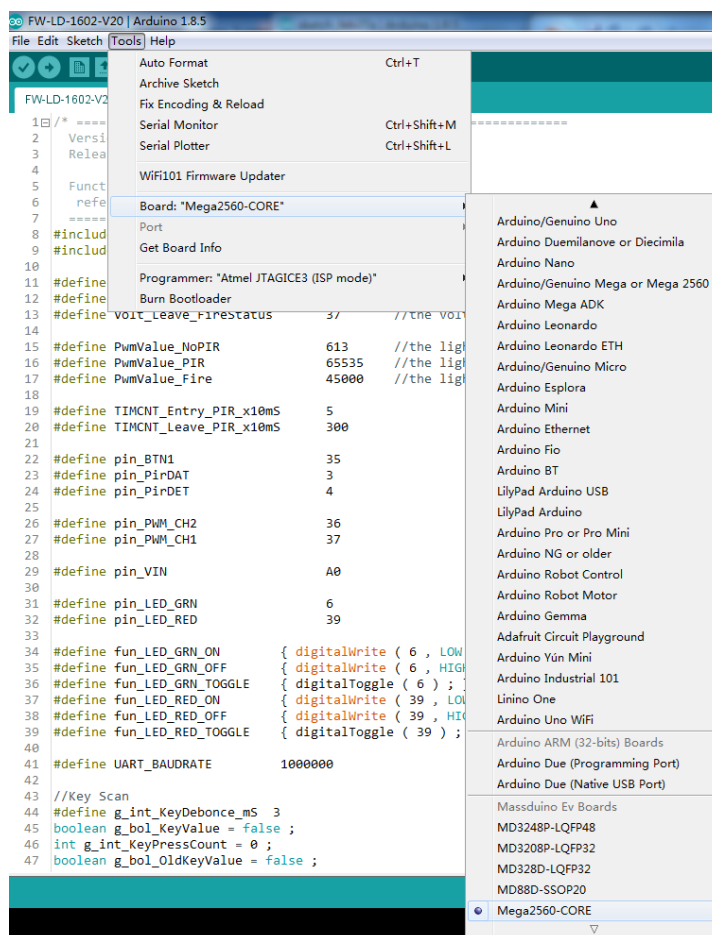 FW-LD-1602-V20 | Arduino 1.8.5
File Edit Sketch Tools Help
Auto Format Ctrl+T
Archive Sketch
Fix Encoding & Reload
Serial Monitor Ctrl+Shift+M
Serial Plotter Ctrl+Shift+L
WiFi101 Firmware Updater
Board: "Mega2560-CORE"
Port
Get Board Info
Programmer: "Atmel JTAGICE3 (ISP mode)"
Burn Bootloader
FW-LD-1602-V2
1 /* ==== =============
2 Versi
3 Relea
4
5 Funct
6 refe
7 =====
8 #includ
9 #includ
10
11 #define
12 #define
13 #define Volt_Leave_FireStatus 37 //the Volt
14
15 #define PwmValue_NoPIR 613 //the ligh
16 #define PwmValue_PIR 65535 //the ligh
17 #define PwmValue_Fire 45000 //the ligh
18
19 #define TIMCNT_Entry_PIR_x10mS 5
20 #define TIMCNT_Leave_PIR_x10mS 300
21
22 #define pin_BTN1 35
23 #define pin_PirDAT 3
24 #define pin_PirDET 4
25
26 #define pin_PWM_CH2 36
27 #define pin_PWM_CH1 37
28
29 #define pin_VIN A0
30
31 #define pin_LED_GRN 6
32 #define pin_LED_RED 39
33
34 #define fun_LED_GRN_ON { digitalWrite ( 6 , LOW
35 #define fun_LED_GRN_OFF { digitalWrite ( 6 , HIGH
36 #define fun_LED_GRN_TOGGLE { digitalToggle ( 6 ) ; }
37 #define fun_LED_RED_ON { digitalWrite ( 39 , LOW
38 #define fun_LED_RED_OFF { digitalWrite ( 39 , HIG
39 #define fun_LED_RED_TOGGLE { digitalToggle ( 39 ) ;
40
41 #define UART_BAUDRATE 1000000
42
43 //Key Scan
44 #define g_int_KeyDebonce_mS 3
45 boolean g_bol_KeyValue = false ;
46 int g_int_KeyPressCount = 0 ;
47 boolean g_bol_OldKeyValue = false ;
Arduino/Genuino Uno
Arduino Duemilanove or Diecimila
Arduino Nano
Arduino/Genuino Mega or Mega 2560
Arduino Mega ADK
Arduino Leonardo
Arduino Leonardo ETH
Arduino/Genuino Micro
Arduino Esplora
Arduino Mini
Arduino Ethernet
Arduino Fio
Arduino BT
LilyPad Arduino USB
LilyPad Arduino
Arduino Pro or Pro Mini
Arduino NG or older
Arduino Robot Control
Arduino Robot Motor
Arduino Gemma
Adafruit Circuit Playground
Arduino Yún Mini
Arduino Industrial 101
Linino One
Arduino Uno WiFi
Arduino ARM (32-bits) Boards
Arduino Due (Programming Port)
Arduino Due (Native USB Port)
Massduino Ev Boards
MD3248P-LQFP48
MD3208P-LQFP32
MD328D-LQFP32
MD88D-SSOP20
Mega2560-CORE